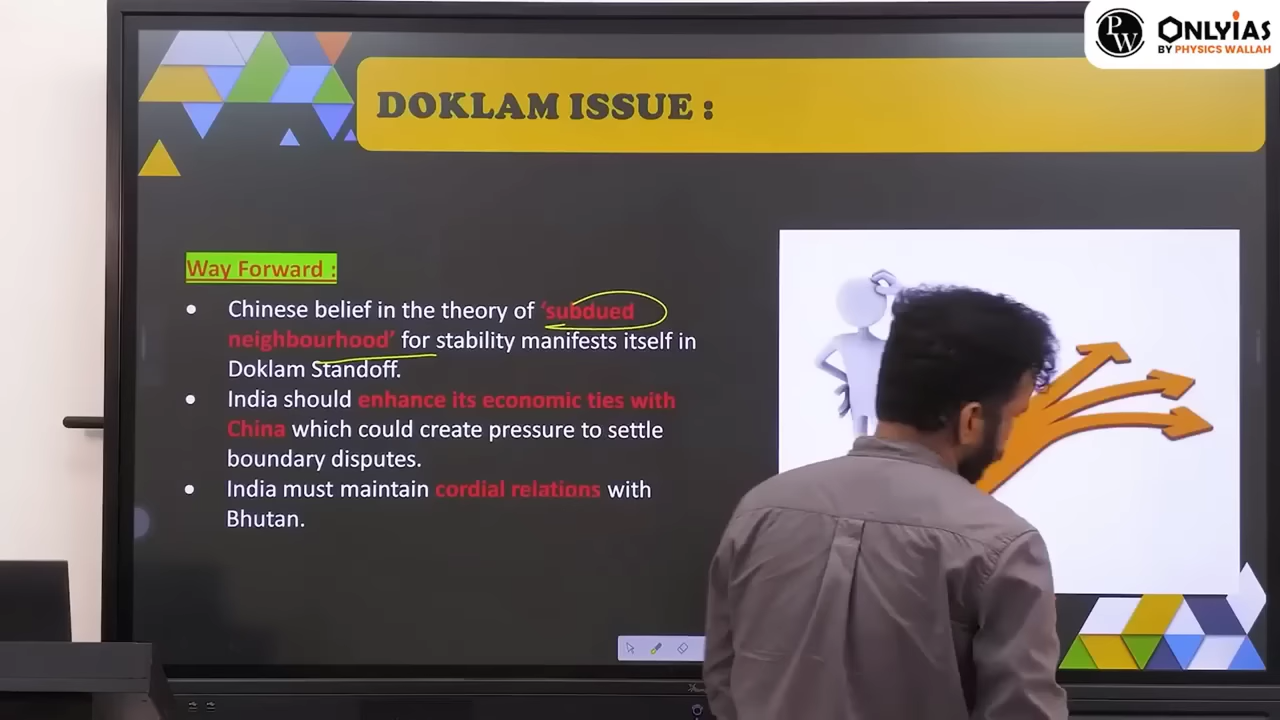 PW
ONLYIAS
BY PHYSICS WALLAH
DOKLAM ISSUE :
Way Forward :
• Chinese belief in the theory of ‘subdued
neighbourhood’ for stability manifests itself in
Doklam Standoff.
• India should enhance its economic ties with
China which could create pressure to settle
boundary disputes.
• India must maintain cordial relations with
Bhutan.